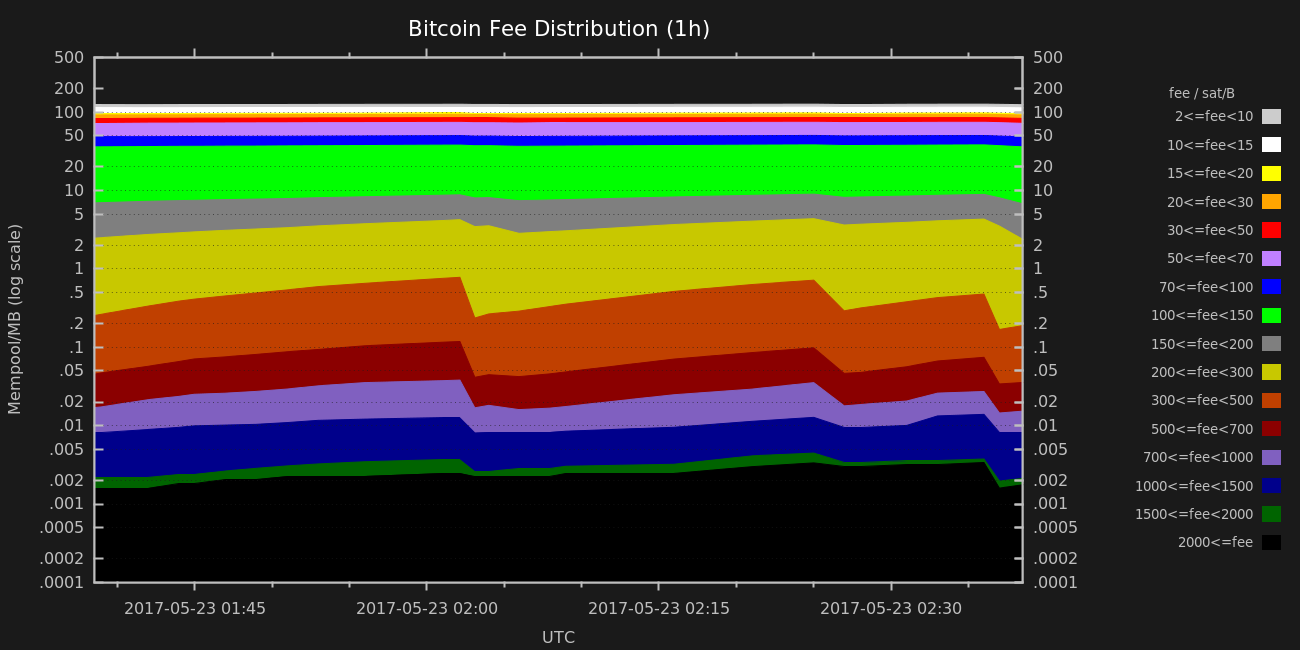 Bitcoin Fee Distribution (1h)
Mempool/MB (log scale)
500
200
100
50
20
10
5
2
1
.5
.2
.1
.05
.02
.01
.005
.002
.001
.0005
.0002
.0001
500
200
100
50
20
10
5
2
1
.5
.2
.1
.05
.02
.01
.005
.002
.001
.0005
.0002
.0001
2017-05-23 01:45 2017-05-23 02:00 2017-05-23 02:15 2017-05-23 02:30
UTC
fee / sat/B
2<=fee<10
10<=fee<15
15<=fee<20
20<=fee<30
30<=fee<50
50<=fee<70
70<=fee<100
100<=fee<150
150<=fee<200
200<=fee<300
300<=fee<500
500<=fee<700
700<=fee<1000
1000<=fee<1500
1500<=fee<2000
2000<=fee